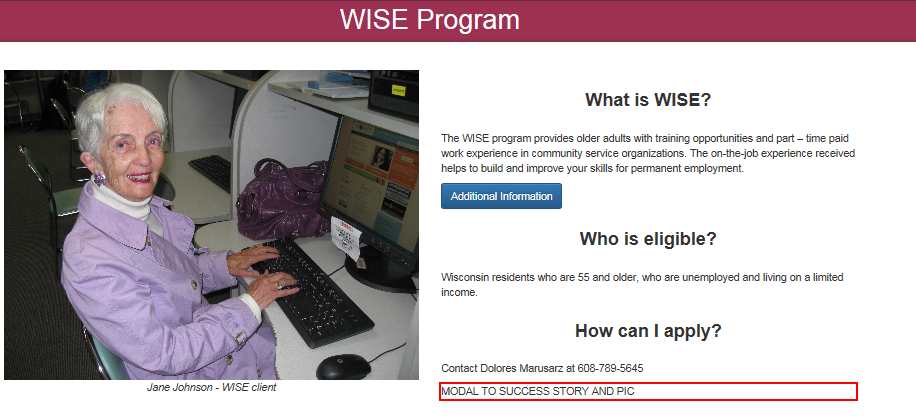 WISE Program
What is WISE?
The WISE program provides older adults with training opportunities and part – time paid
work experience in community service organizations. The on-the-job experience received
helps to build and improve your skills for permanent employment.
Additional Information
Who is eligible?
Wisconsin residents who are 55 and older, who are unemployed and living on a limited
income.
How can I apply?
Contact Dolores Marusarz at 608-789-5645
MODAL TO SUCCESS STORY AND PIC
Jane Johnson - WISE client